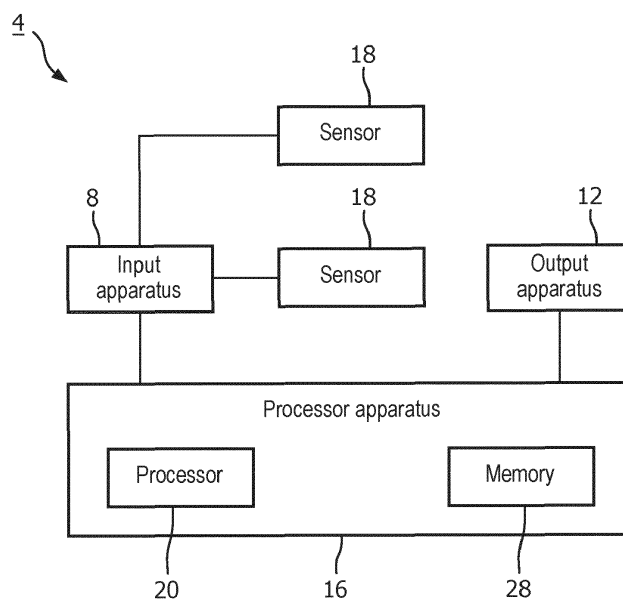 4
18
Sensor
8
18
12
Input
apparatus
Sensor
Output
apparatus
Processor apparatus
Processor
Memory
20
16
28